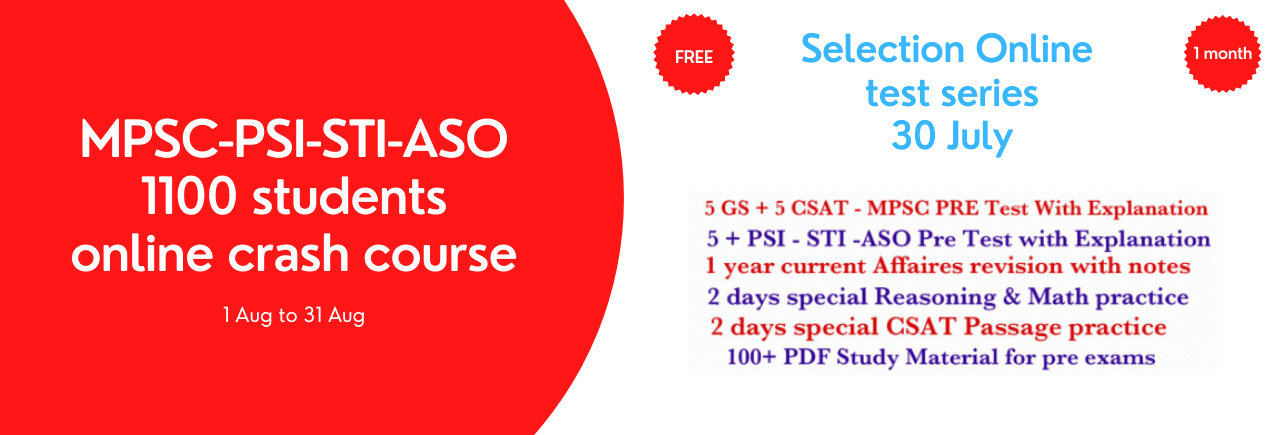 MPSC-PSI-STI-ASO
1100 students
online crash course
1 Aug to 31 Aug
FREE
Selection Online
test series
30 July
1 month
5 GS + 5 CSAT - MPSC PRE Test With Explanation
5 + PSI - STI -ASO Pre Test with Explanation
1 year current Affaires revision with notes
2 days special Reasoning & Math practice
2 days special CSAT Passage practice
100+ PDF Study Material for pre exams